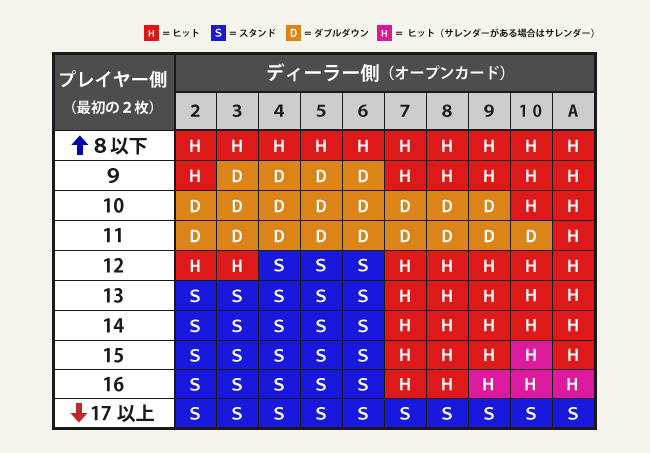 H = ヒット S = スタンド D = ダブルダウン H = ヒット（サレンダーがある場合はサレンダー）
プレイヤー側 ディーラー側（オープンカード）
（最初の２枚） 2 3 4 5 6 7 8 9 10 A
8以下 H H H H H H H H H H
9 H D D D D H H H H H
10 D D D D D D D D H H
11 D D D D D D D D D H
12 H H S S S H H H H H
13 S S S S S H H H H H
14 S S S S S H H H H H
15 S S S S S H H H H H
16 S S S S S H H H H H
17以上 S S S S S S S S S S